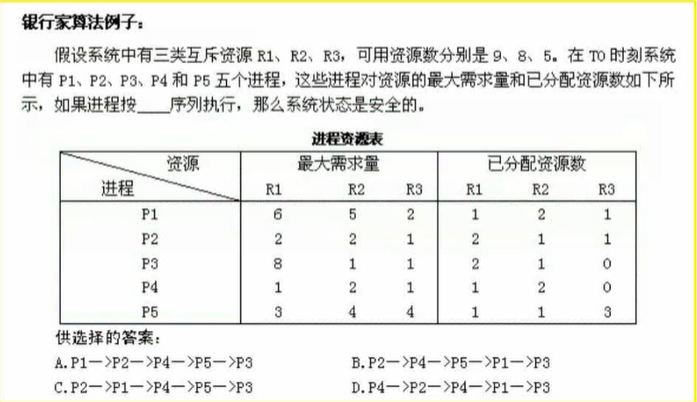 银行家算法例子:
假设系统中有三类互斥资源 R1、R2、R3,可用资源数分别是 9、8、5。在 T0 时刻系统
中有 P1、P2、P3、P4 和 P5 五个进程,这些进程对资源的最大需求量和已分配资源数如下所
示,如果进程按____序列执行,那么系统状态是安全的。
进程资源表
资源 最大需求量 已分配资源数
进程 R1 R2 R3 R1 R2 R3
P1 6 5 2 1 2 1
P2 2 2 1 2 1 1
P3 8 1 1 2 1 0
P4 1 2 1 1 2 0
P5 3 4 4 1 1 3
供选择的答案:
A.P1—>P2—>P4—>P5—>P3 B.P2—>P4—>P5—>P1—>P3
C.P2—>P1—>P4—>P5—>P3 D.P4—>P2—>P4—>P1—>P3